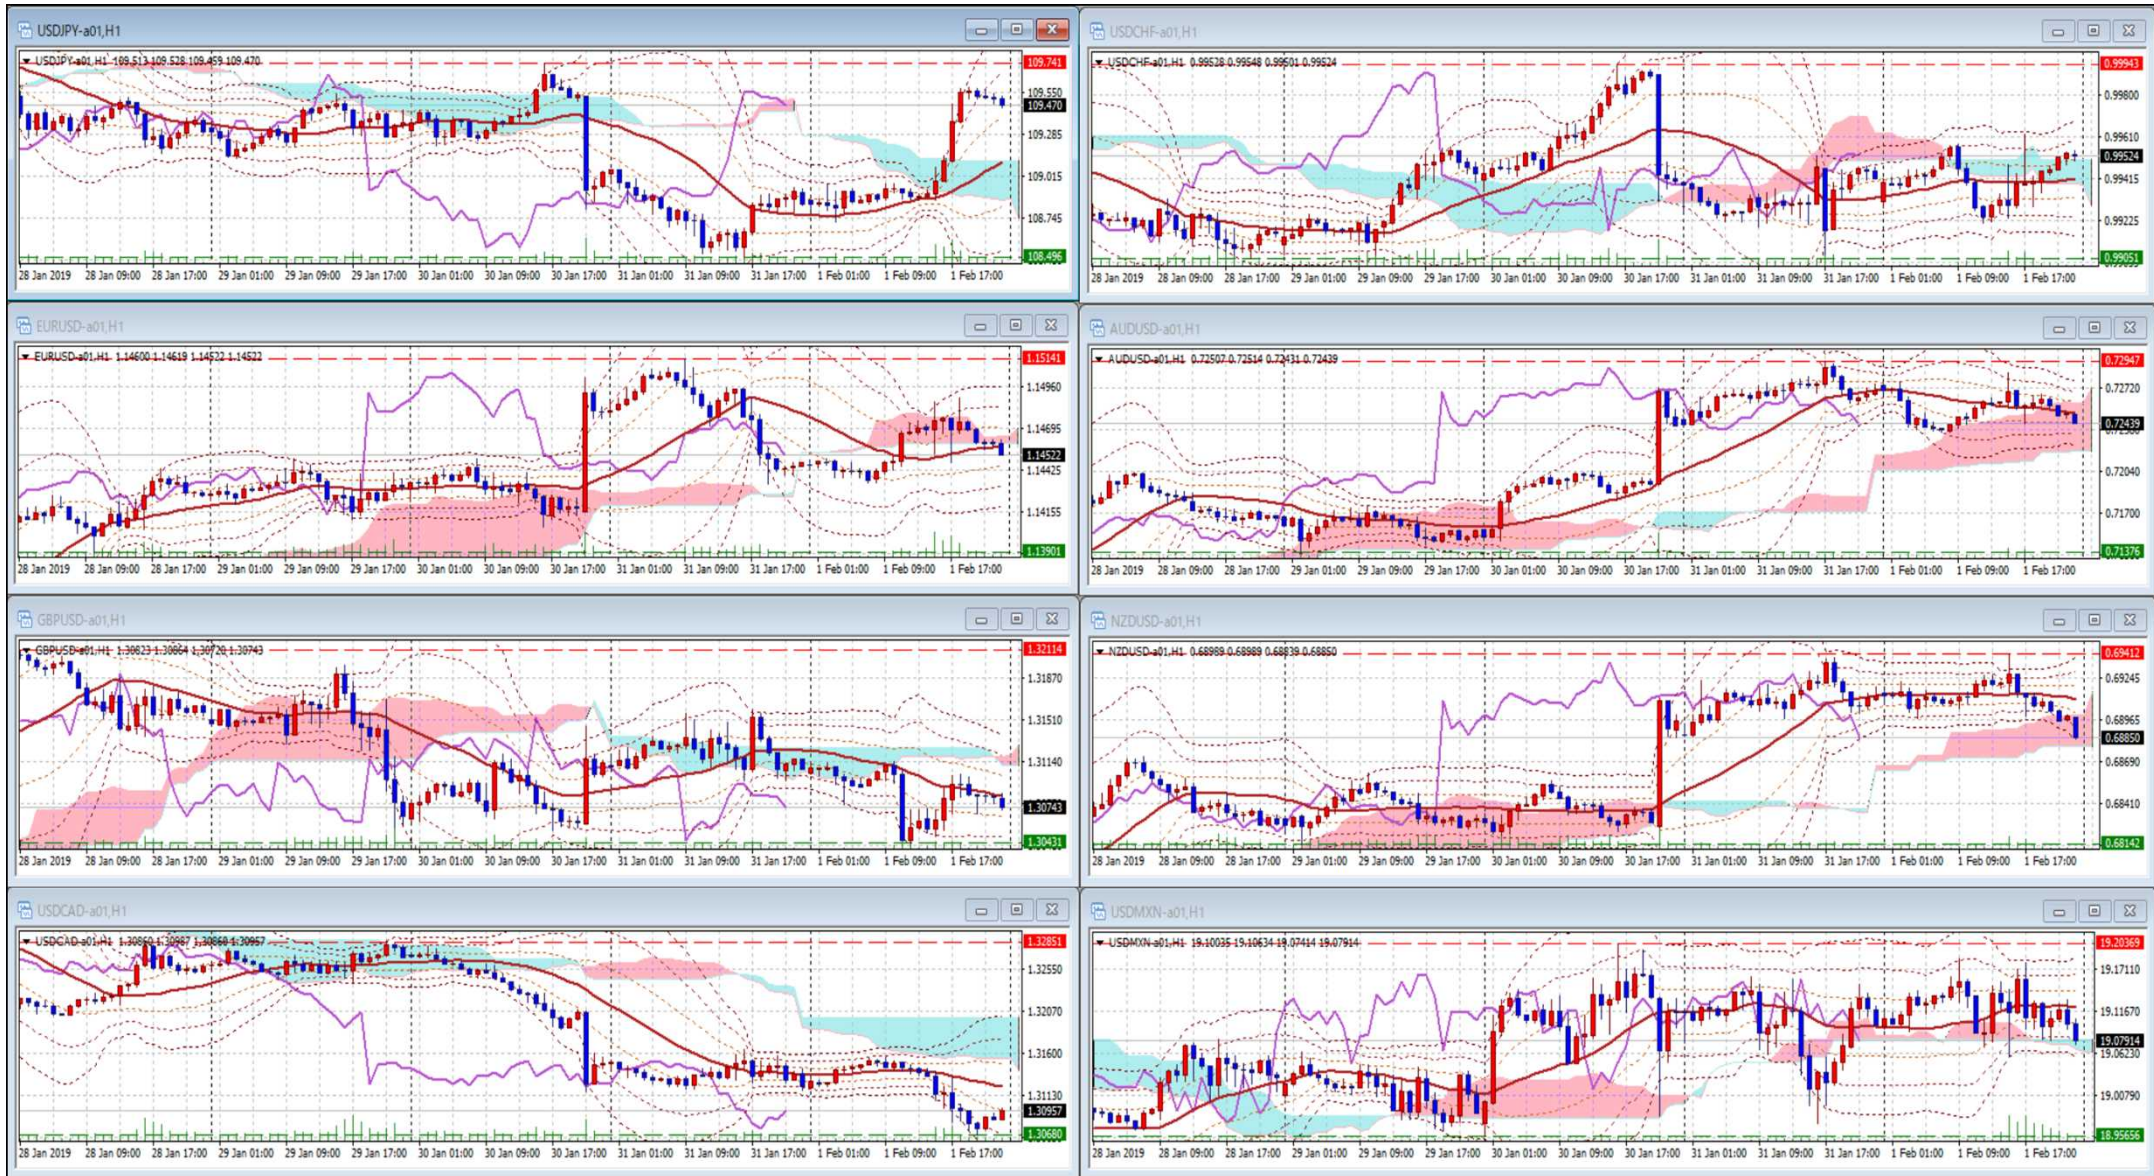 USDJPY-a01,H1
USDJPY-a01,H1 109.513 109.528 109.459 109.470
109.741
109.550
109.470
109.285
109.015
108.745
108.496
28 Jan 2019 28 Jan 09:00 28 Jan 17:00 29 Jan 01:00 29 Jan 09:00 29 Jan 17:00 30 Jan 01:00 30 Jan 09:00 30 Jan 17:00 31 Jan 01:00 31 Jan 09:00 31 Jan 17:00 1 Feb 01:00 1 Feb 09:00 1 Feb 17:00
USDCHF-a01,H1
USDCHF-a01,H1 0.99528 0.99548 0.99501 0.99524
0.99943
0.99800
0.99610
0.99524
0.99415
0.99225
0.99051
28 Jan 2019 28 Jan 09:00 28 Jan 17:00 29 Jan 01:00 29 Jan 09:00 29 Jan 17:00 30 Jan 01:00 30 Jan 09:00 30 Jan 17:00 31 Jan 01:00 31 Jan 09:00 31 Jan 17:00 1 Feb 01:00 1 Feb 09:00 1 Feb 17:00
EURUSD-a01,H1
EURUSD-a01,H1 1.14600 1.14619 1.14522 1.14522
1.15141
1.14960
1.14695
1.14522
1.14425
1.14155
1.13901
28 Jan 2019 28 Jan 09:00 28 Jan 17:00 29 Jan 01:00 29 Jan 09:00 29 Jan 17:00 30 Jan 01:00 30 Jan 09:00 30 Jan 17:00 31 Jan 01:00 31 Jan 09:00 31 Jan 17:00 1 Feb 01:00 1 Feb 09:00 1 Feb 17:00
AUDUSD-a01,H1
AUDUSD-a01,H1 0.72507 0.72514 0.72431 0.72439
0.72947
0.72720
0.72439
0.72040
0.71700
0.71376
28 Jan 2019 28 Jan 09:00 28 Jan 17:00 29 Jan 01:00 29 Jan 09:00 29 Jan 17:00 30 Jan 01:00 30 Jan 09:00 30 Jan 17:00 31 Jan 01:00 31 Jan 09:00 31 Jan 17:00 1 Feb 01:00 1 Feb 09:00 1 Feb 17:00
GBPUSD-a01,H1
GBPUSD-a01,H1 1.30823 1.30864 1.30720 1.30743
1.32114
1.31870
1.31510
1.31140
1.30743
1.30431
28 Jan 2019 28 Jan 09:00 28 Jan 17:00 29 Jan 01:00 29 Jan 09:00 29 Jan 17:00 30 Jan 01:00 30 Jan 09:00 30 Jan 17:00 31 Jan 01:00 31 Jan 09:00 31 Jan 17:00 1 Feb 01:00 1 Feb 09:00 1 Feb 17:00
NZDUSD-a01,H1
NZDUSD-a01,H1 0.68989 0.68989 0.68839 0.68850
0.69412
0.69245
0.68965
0.68850
0.68690
0.68410
0.68142
28 Jan 2019 28 Jan 09:00 28 Jan 17:00 29 Jan 01:00 29 Jan 09:00 29 Jan 17:00 30 Jan 01:00 30 Jan 09:00 30 Jan 17:00 31 Jan 01:00 31 Jan 09:00 31 Jan 17:00 1 Feb 01:00 1 Feb 09:00 1 Feb 17:00
USDCAD-a01,H1
USDCAD-a01,H1 1.30860 1.30987 1.30860 1.30957
1.32851
1.32550
1.32070
1.31600
1.31130
1.30957
1.30680
28 Jan 2019 28 Jan 09:00 28 Jan 17:00 29 Jan 01:00 29 Jan 09:00 29 Jan 17:00 30 Jan 01:00 30 Jan 09:00 30 Jan 17:00 31 Jan 01:00 31 Jan 09:00 31 Jan 17:00 1 Feb 01:00 1 Feb 09:00 1 Feb 17:00
USDMXN-a01,H1
USDMXN-a01,H1 19.10035 19.10634 19.07414 19.07914
19.20369
19.17110
19.11670
19.07914
19.06230
19.00790
18.95656
28 Jan 2019 28 Jan 09:00 28 Jan 17:00 29 Jan 01:00 29 Jan 09:00 29 Jan 17:00 30 Jan 01:00 30 Jan 09:00 30 Jan 17:00 31 Jan 01:00 31 Jan 09:00 31 Jan 17:00 1 Feb 01:00 1 Feb 09:00 1 Feb 17:00